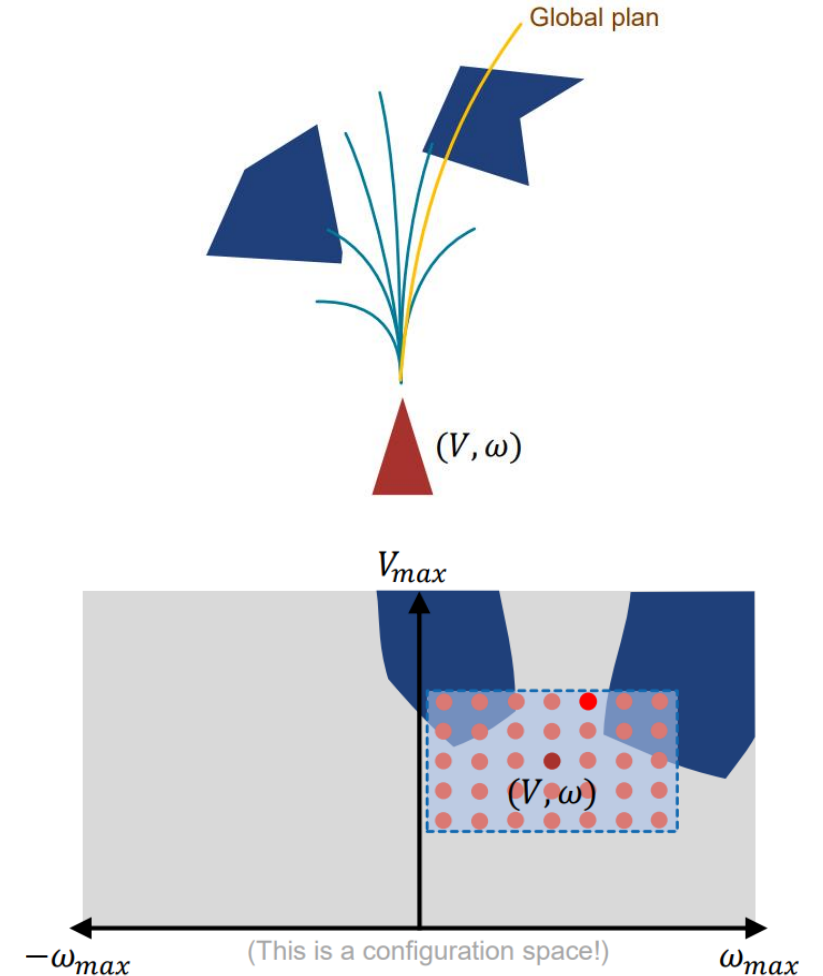 Global plan
(V, ω)
V_max
(V, ω)
−ω_max
(This is a configuration space!)
ω_max